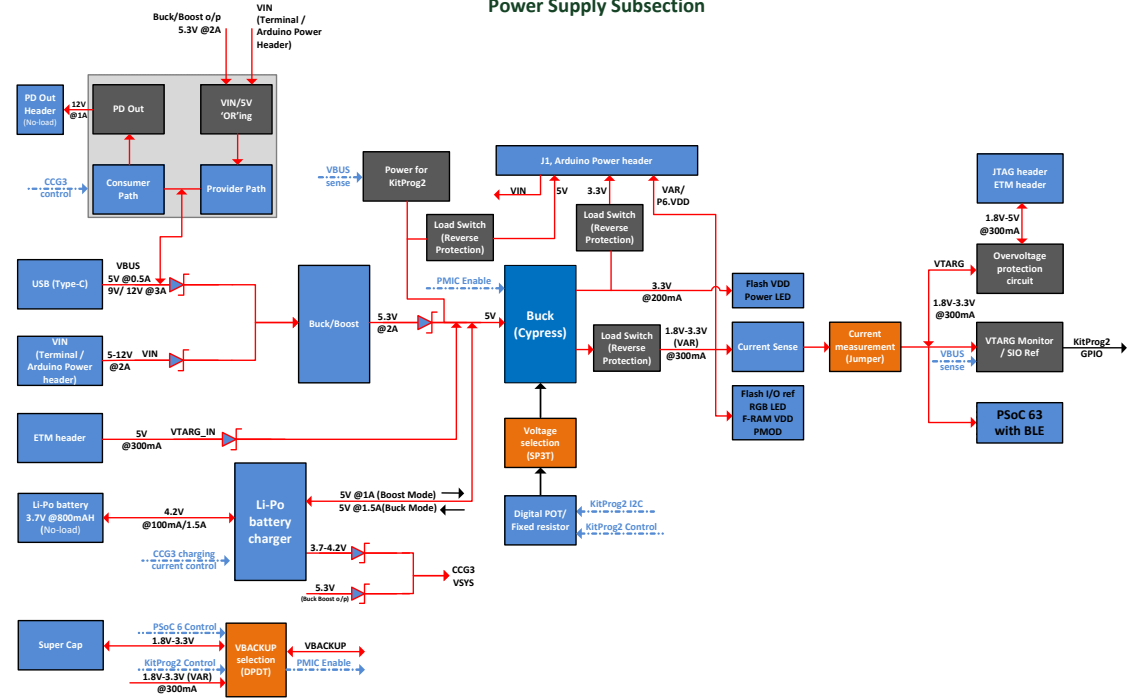 Power Supply Subsection
Buck/Boost o/p
5.3V @2A
VIN
(Terminal /
Arduino Power
Header)
PD Out
Header
(No-load)
12V
@1A
PD Out
VIN/5V
‘OR’ing
CCG3
control
Consumer
Path
Provider Path
VBUS
sense
Power for
KitProg2
J1, Arduino Power header
VIN
5V
3.3V
VAR/
P6.VDD
Load Switch
(Reverse
Protection)
Load Switch
(Reverse
Protection)
JTAG header
ETM header
1.8V-5V
@300mA
VTARG
Overvoltage
protection
circuit
USB (Type-C)
VBUS
5V @0.5A
9V/ 12V @3A
Buck/Boost
5.3V
@2A
5V
PMIC Enable
Buck
(Cypress)
3.3V
@200mA
Flash VDD
Power LED
1.8V-3.3V
@300mA
VIN
(Terminal /
Arduino Power
header)
5-12V
@2A
VIN
Load Switch
(Reverse
Protection)
1.8V-3.3V
(VAR)
@300mA
Current Sense
Current
measurement
(Jumper)
VBUS
sense
VTARG Monitor
/ SIO Ref
KitProg2
GPIO
ETM header
5V
@300mA
VTARG_IN
Voltage
selection
(SP3T)
Flash I/O ref
RGB LED
F-RAM VDD
PMOD
PSoC 63
with BLE
Li-Po battery
3.7V @800mAH
(No-load)
4.2V
@100mA/1.5A
Li-Po
battery
charger
5V @1A (Boost Mode)
5V @1.5A(Buck Mode)
Digital POT/
Fixed resistor
KitProg2 I2C
KitProg2 Control
CCG3 charging
current control
3.7-4.2V
CCG3
VSYS
5.3V
(Buck Boost o/p)
Super Cap
PSoC 6 Control
1.8V-3.3V
KitProg2 Control
1.8V-3.3V (VAR)
@300mA
VBACKUP
selection
(DPDT)
VBACKUP
PMIC Enable